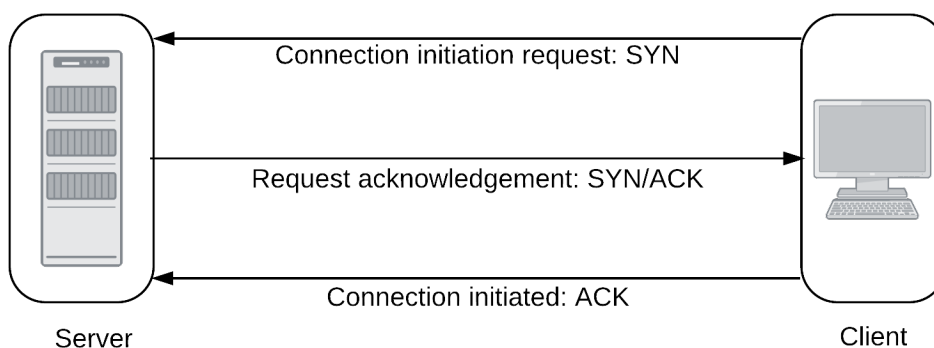 Connection initiation request: SYN
Request acknowledgement: SYN/ACK
Connection initiated: ACK
Server
Client